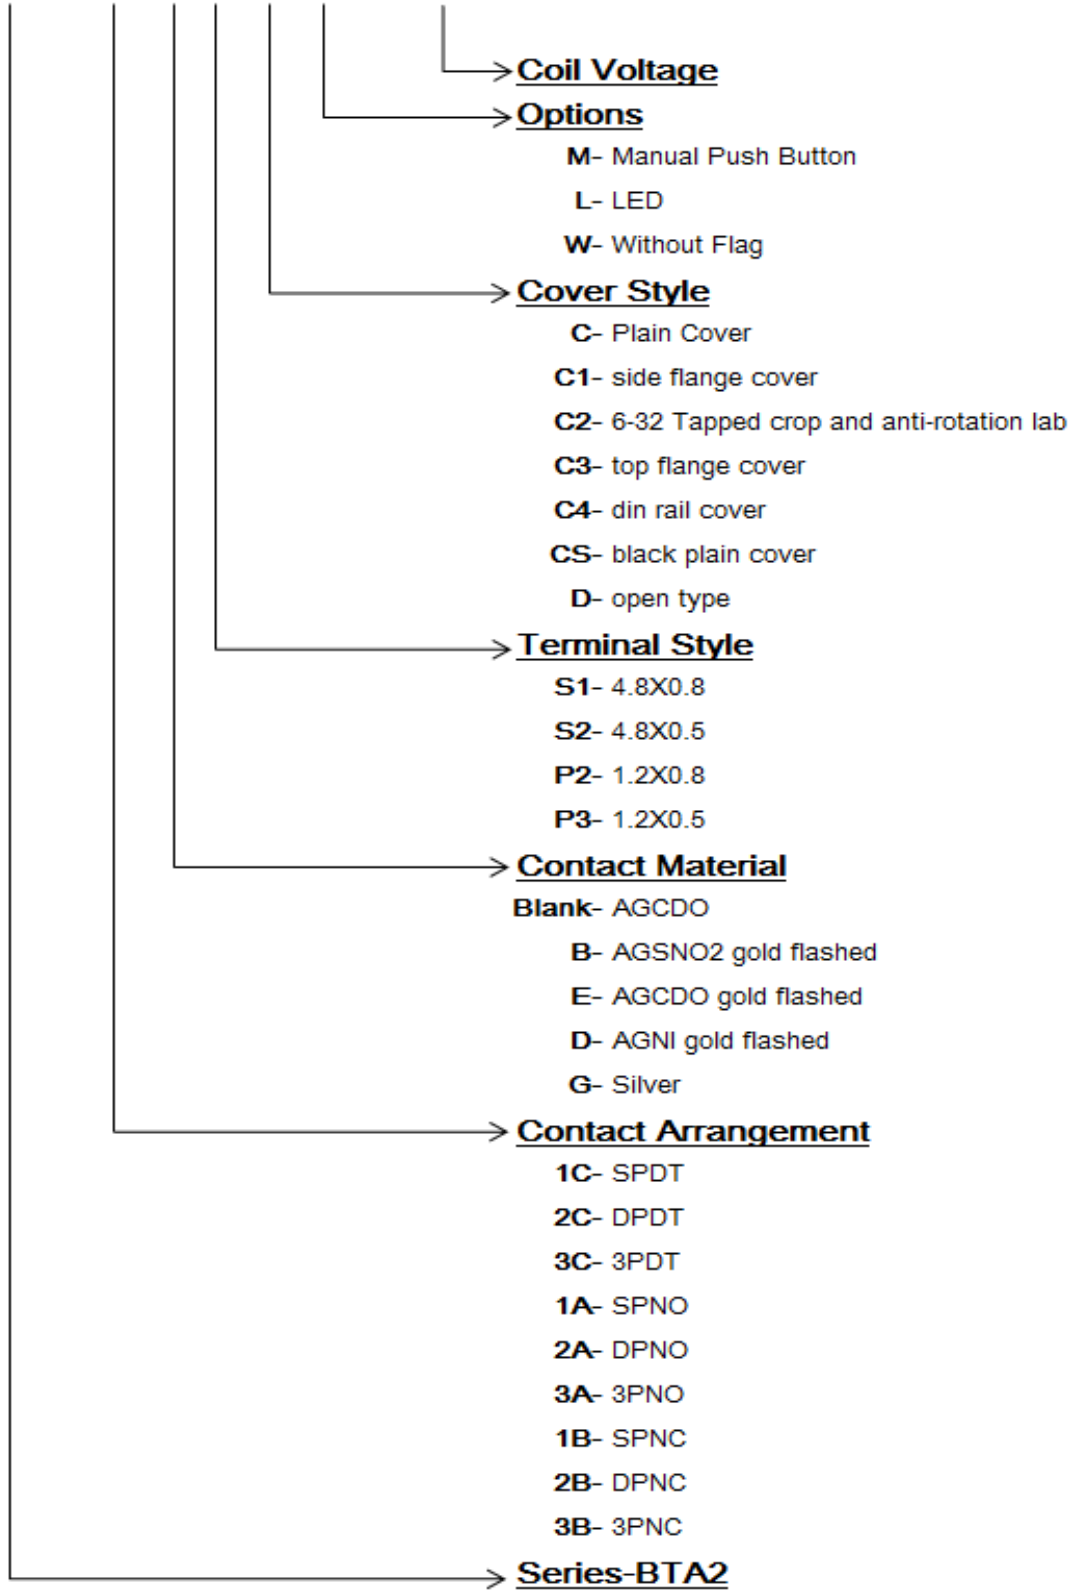 Coil Voltage
Options
M- Manual Push Button
L- LED
W- Without Flag
Cover Style
C- Plain Cover
C1- side flange cover
C2- 6-32 Tapped crop and anti-rotation lab
C3- top flange cover
C4- din rail cover
CS- black plain cover
D- open type
Terminal Style
S1- 4.8X0.8
S2- 4.8X0.5
P2- 1.2X0.8
P3- 1.2X0.5
Contact Material
Blank- AGCDO
B- AGSNO2 gold flashed
E- AGCDO gold flashed
D- AGNI gold flashed
G- Silver
Contact Arrangement
1C- SPDT
2C- DPDT
3C- 3PDT
1A- SPNO
2A- DPNO
3A- 3PNO
1B- SPNC
2B- DPNC
3B- 3PNC
Series-BTA2